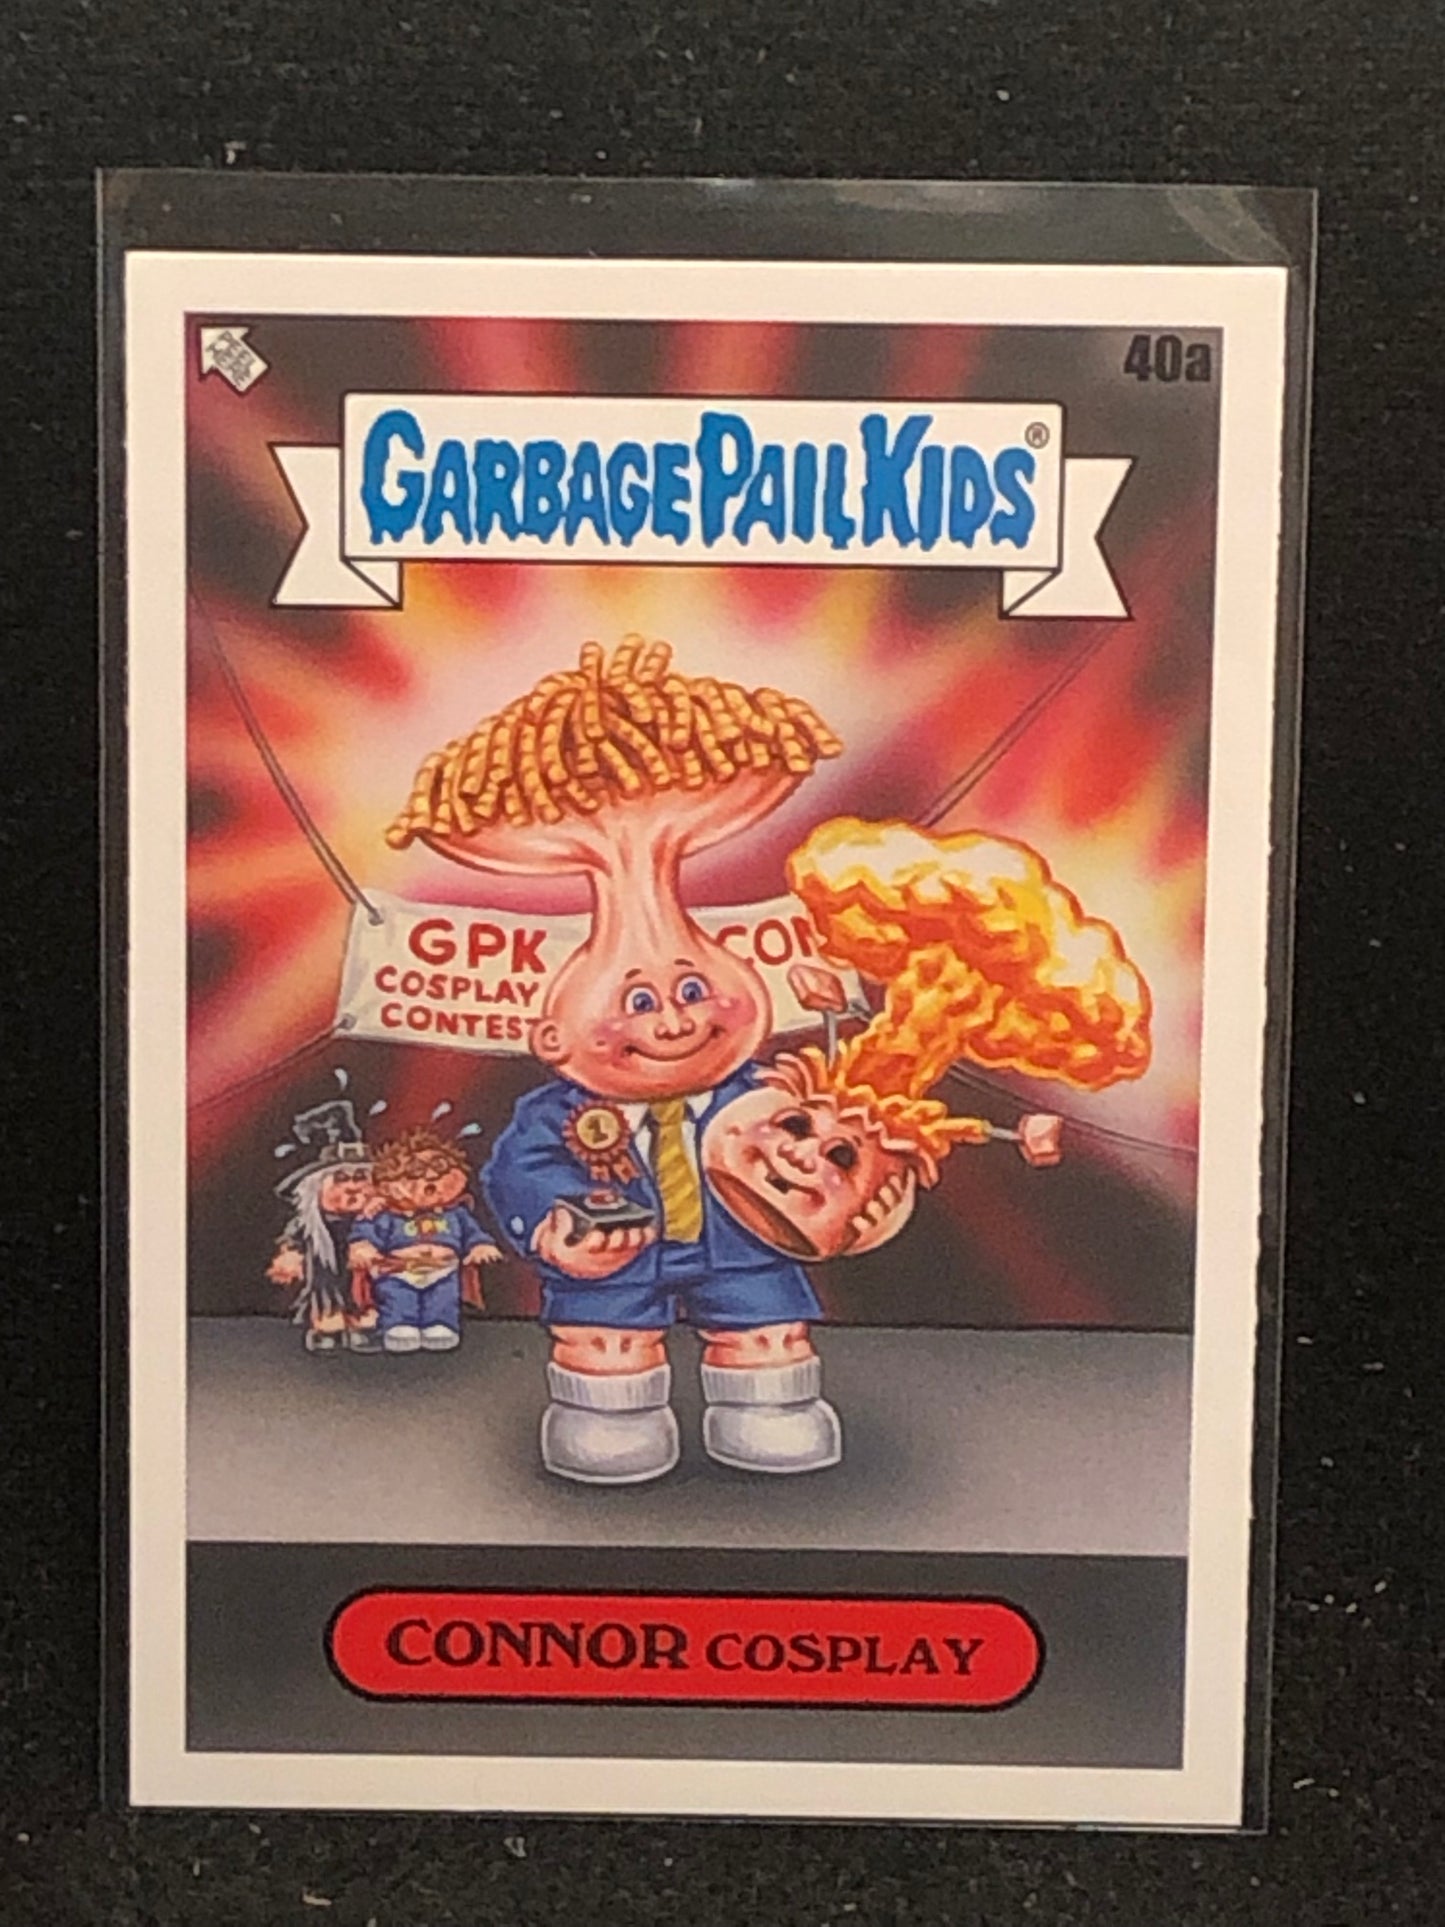 40a
GARBAGE PAIL KIDS®
GPK CON
COSPLAY
CONTEST
1
GPK
CONNOR COSPLAY